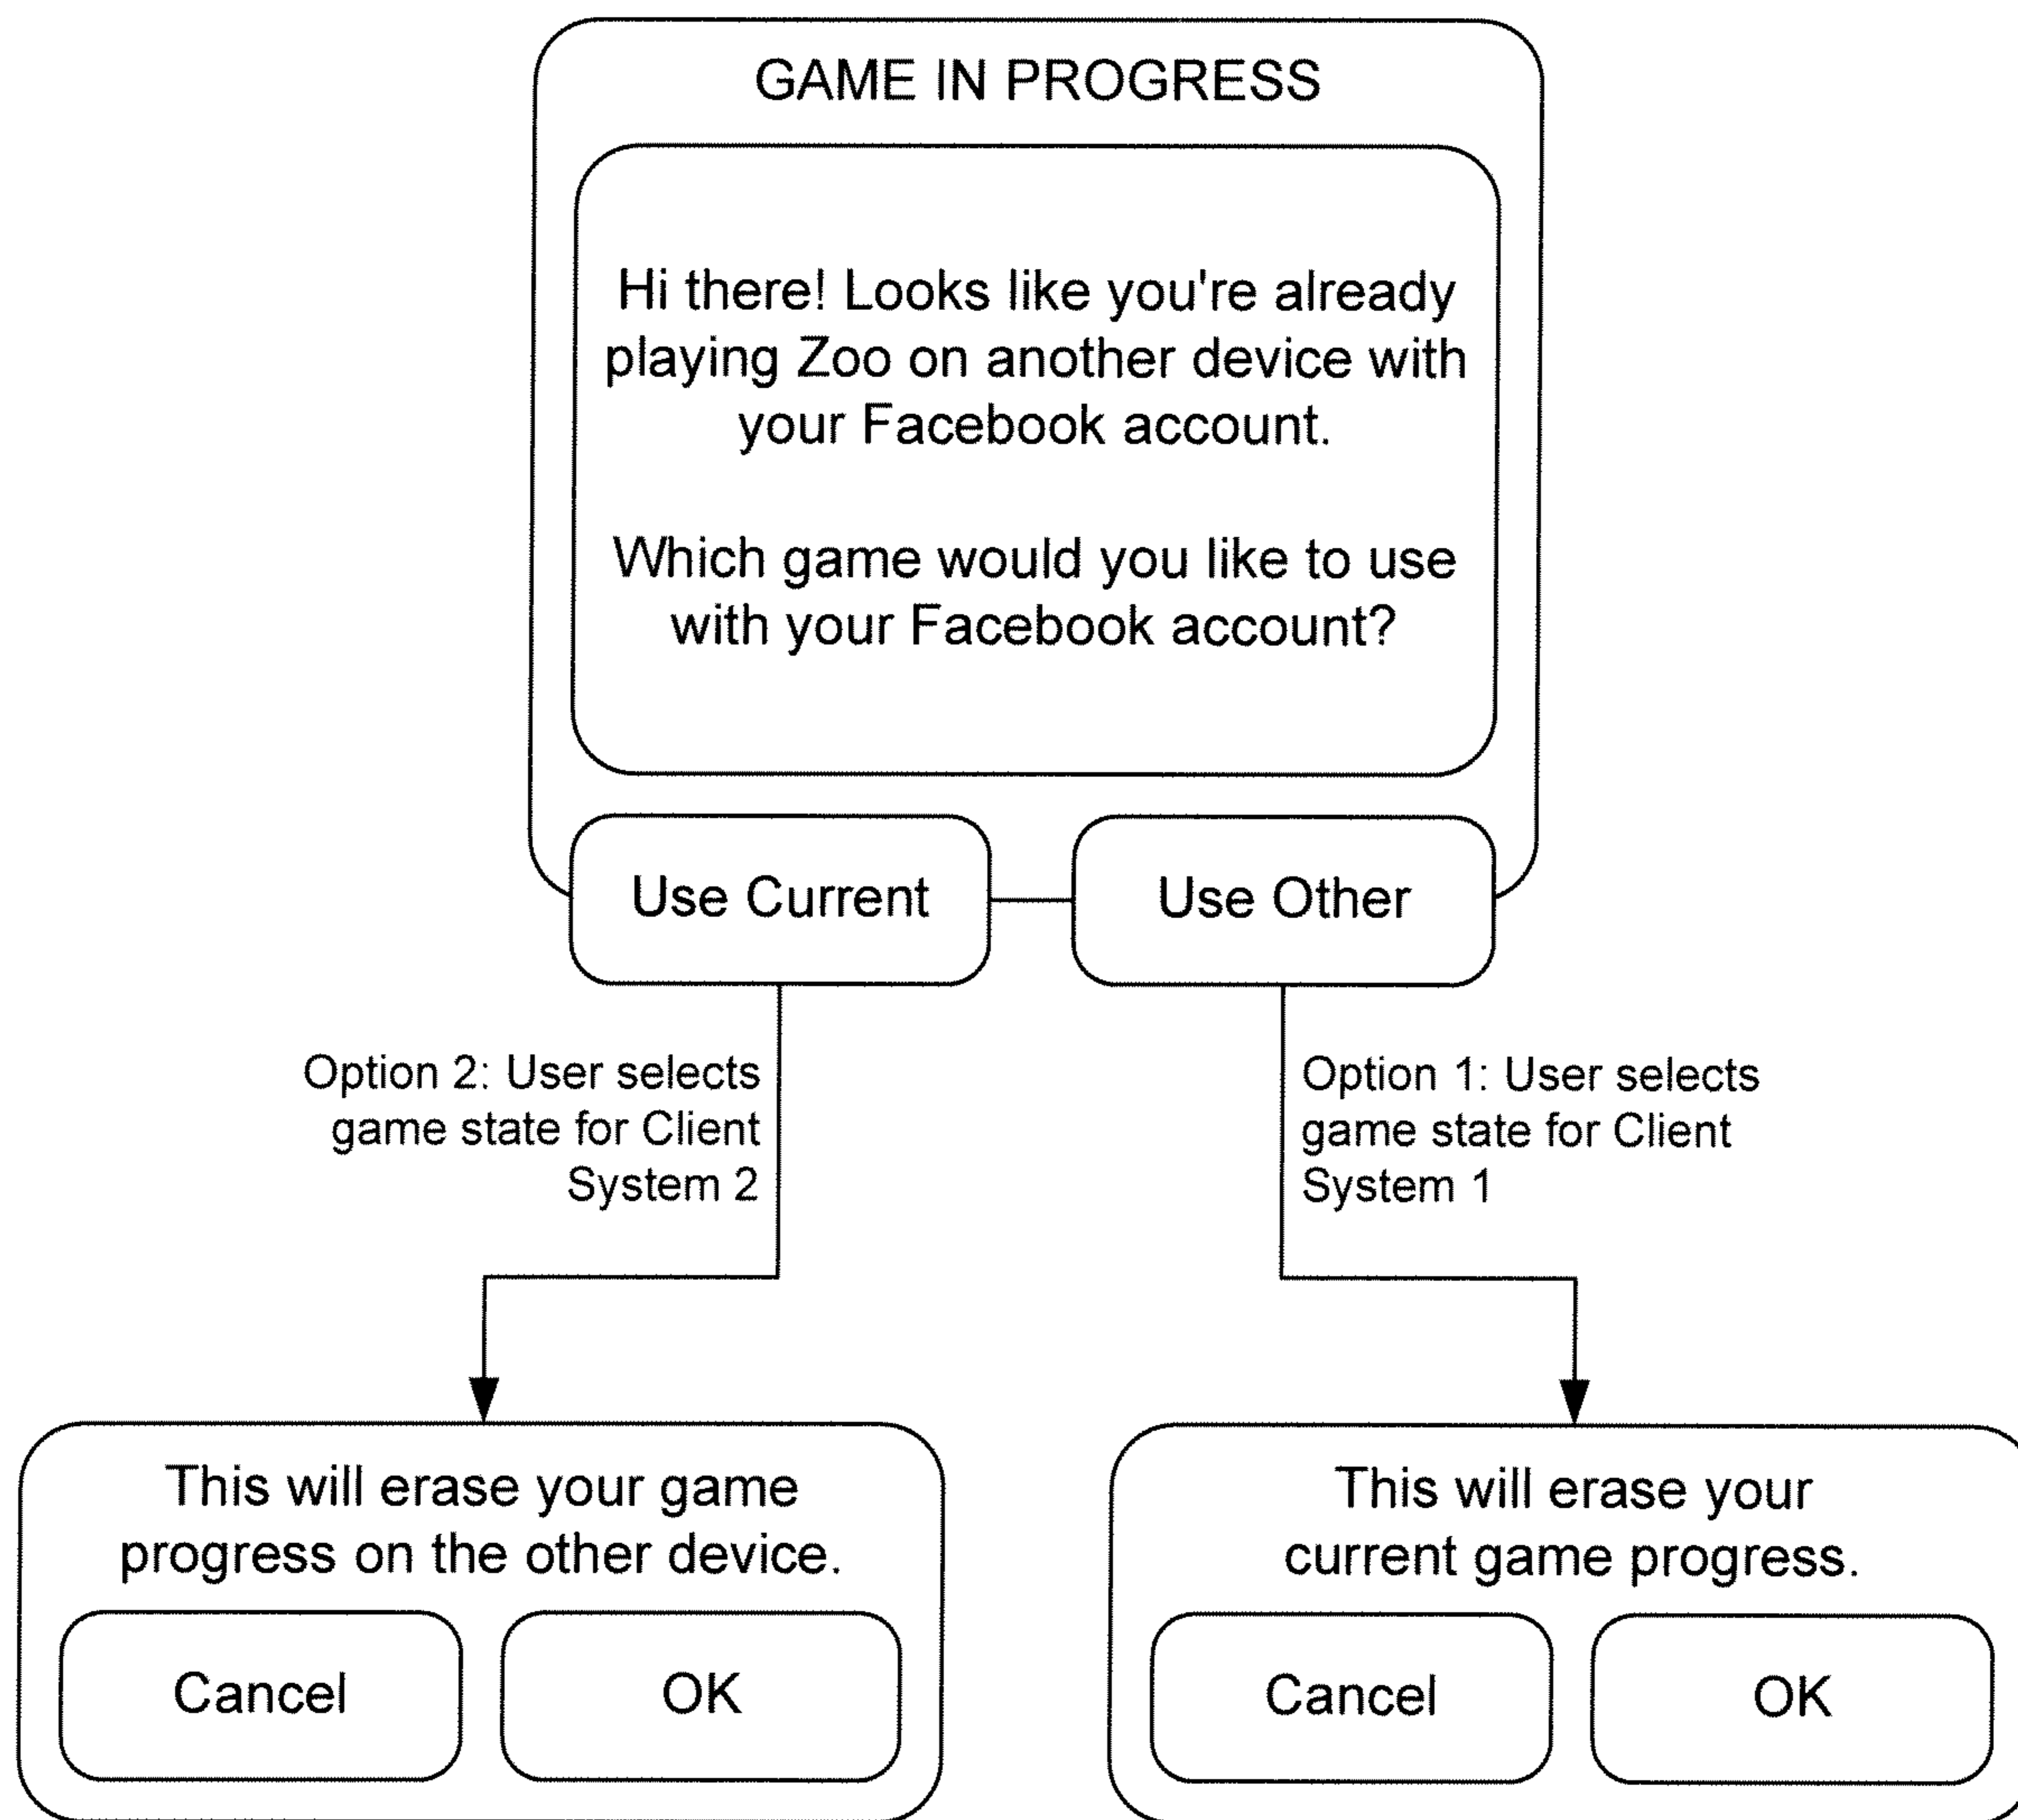 GAME IN PROGRESS
Hi there! Looks like you're already
playing Zoo on another device with
your Facebook account.
Which game would you like to use
with your Facebook account?
Use Current
Use Other
Option 2: User selects
game state for Client
System 2
Option 1: User selects
game state for Client
System 1
This will erase your game
progress on the other device.
Cancel
OK
This will erase your
current game progress.
Cancel
OK